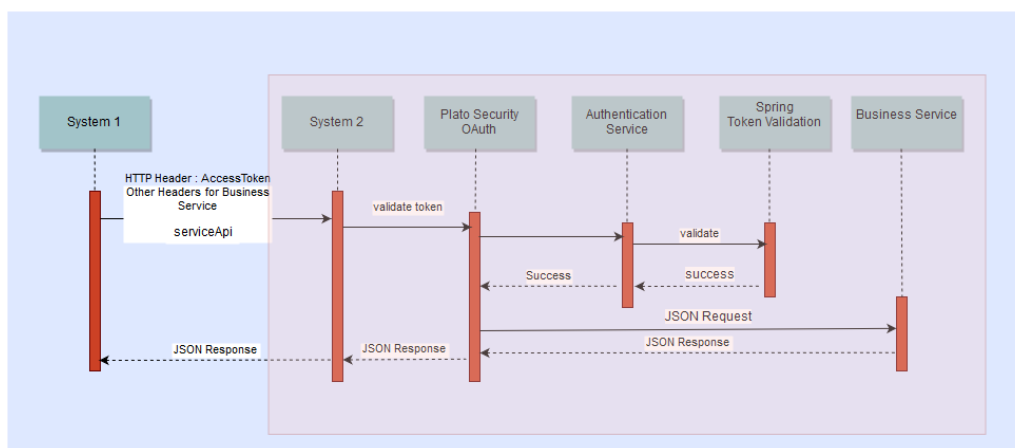 System 1
System 2
Plato Security
OAuth
Authentication
Service
Spring
Token Validation
Business Service
HTTP Header : AccessToken
Other Headers for Business
Service
serviceApi
validate token
validate
Success
success
JSON Request
JSON Response
JSON Response
JSON Response